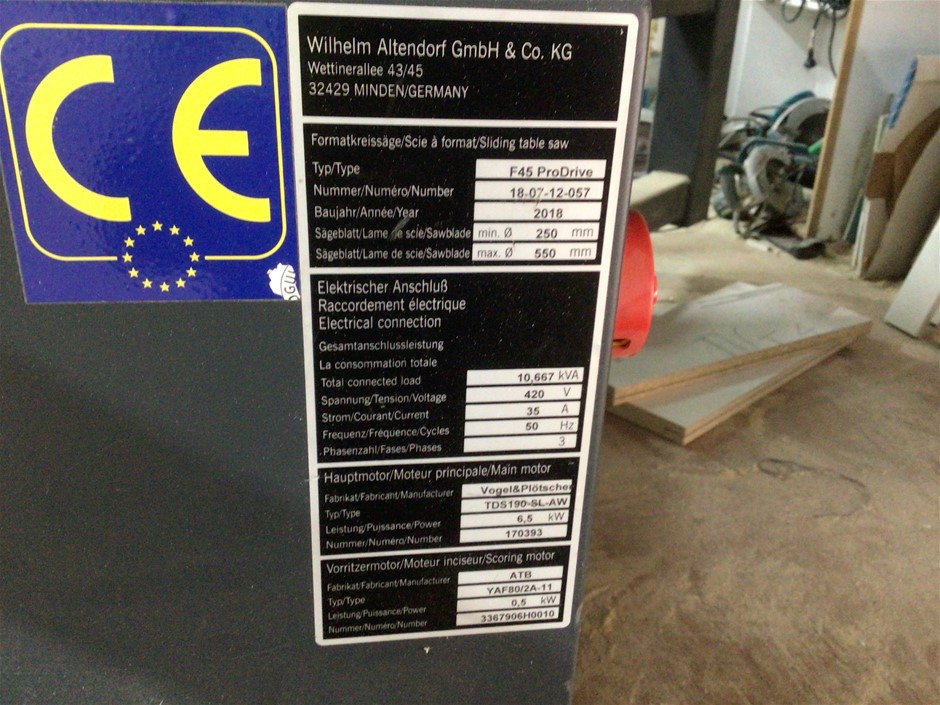 CE
Wilhelm Altendorf GmbH & Co. KG
Wettinerallee 43/45
32429 MINDEN/GERMANY
Formatkreissäge/Scie à format/Sliding table saw
Typ/Type F45 ProDrive
Nummer/Numéro/Number 18-07-12-057
Baujahr/Année/Year 2018
Sägeblatt/Lame de scie/Sawblade min. Ø 250 mm
Sägeblatt/Lame de scie/Sawblade max. Ø 550 mm
Elektrischer Anschluß
Raccordement électrique
Electrical connection
Gesamtanschlussleistung
La consommation totale
Total connected load 10,667 kVA
Spannung/Tension/Voltage 420 V
Strom/Courant/Current 35 A
Frequenz/Fréquence/Cycles 50 Hz
Phasenzahl/Fases/Phases 3
Hauptmotor/Moteur principale/Main motor
Fabrikat/Fabricant/Manufacturer Vogel&Plötscher
Typ/Type TDS190-SL-AW
Leistung/Puissance/Power 6,5 kW
Nummer/Numéro/Number 170393
Vorritzermotor/Moteur inciseur/Scoring motor
Fabrikat/Fabricant/Manufacturer ATB
Typ/Type YAF80/2A-11
Leistung/Puissance/Power 0,5 kW
Nummer/Numéro/Number 3367906H0010